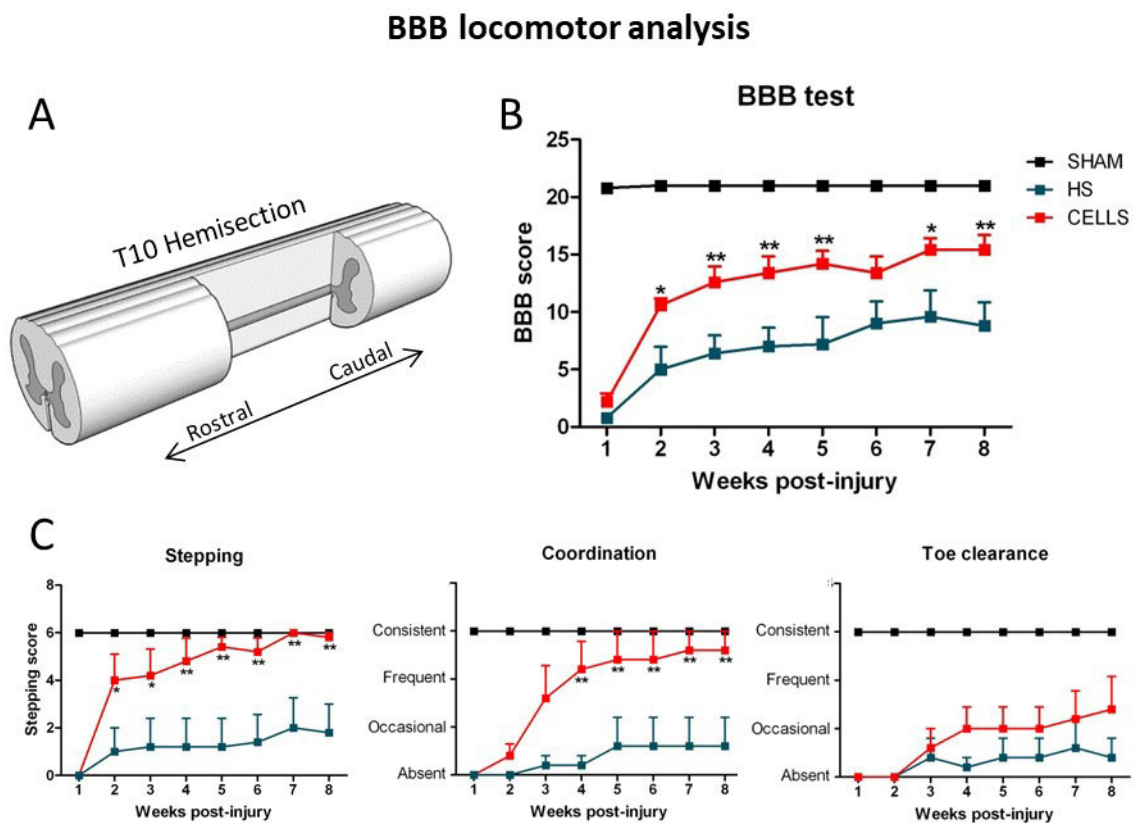 BBB locomotor analysis
A
T10 Hemisection
Rostral
Caudal
B
BBB test
25
20
15
10
5
0
BBB score
* ** ** ** * **
1 2 3 4 5 6 7 8
Weeks post-injury
SHAM
HS
CELLS
C
Stepping
8
6
4
2
0
Stepping score
* * ** ** ** ** **
1 2 3 4 5 6 7 8
Weeks post-injury
Coordination
Consistent
Frequent
Occasional
Absent
** ** ** ** **
1 2 3 4 5 6 7 8
Weeks post-injury
Toe clearance
Consistent
Frequent
Occasional
Absent
1 2 3 4 5 6 7 8
Weeks post-injury